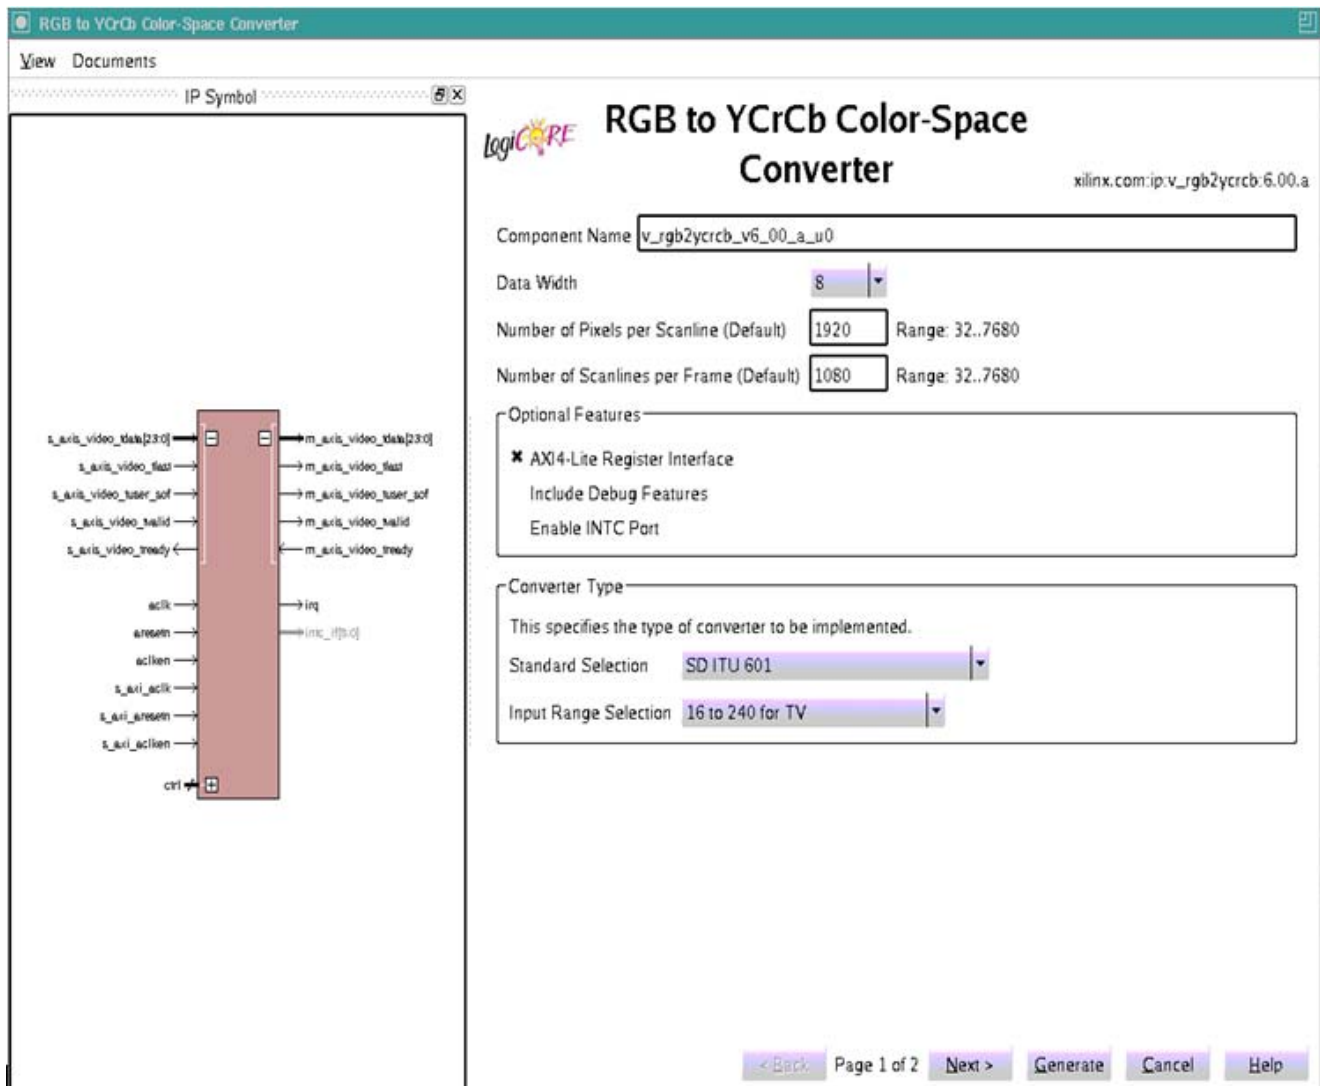 RGB to YCrCb Color-Space Converter
View Documents
IP Symbol
LogiCORE
RGB to YCrCb Color-Space
Converter
xilinx.com:ip:v_rgb2ycrcb:6.00.a
Component Name v_rgb2ycrcb_v6_00_a_u0
Data Width 8
Number of Pixels per Scanline (Default) 1920 Range: 32..7680
Number of Scanlines per Frame (Default) 1080 Range: 32..7680
Optional Features
AXI4-Lite Register Interface
Include Debug Features
Enable INTC Port
Converter Type
This specifies the type of converter to be implemented.
Standard Selection SD ITU 601
Input Range Selection 16 to 240 for TV
s_axis_video_tdata[23:0] m_axis_video_tdata[23:0]
s_axis_video_tlast m_axis_video_tlast
s_axis_video_tuser_sof m_axis_video_tuser_sof
s_axis_video_tvalid m_axis_video_tvalid
s_axis_video_tready m_axis_video_tready
aclk irq
aresetn intc_if[8:0]
aclken
s_axi_aclk
s_axi_aresetn
s_axi_aclken
ctrl
< Back Page 1 of 2 Next > Generate Cancel Help